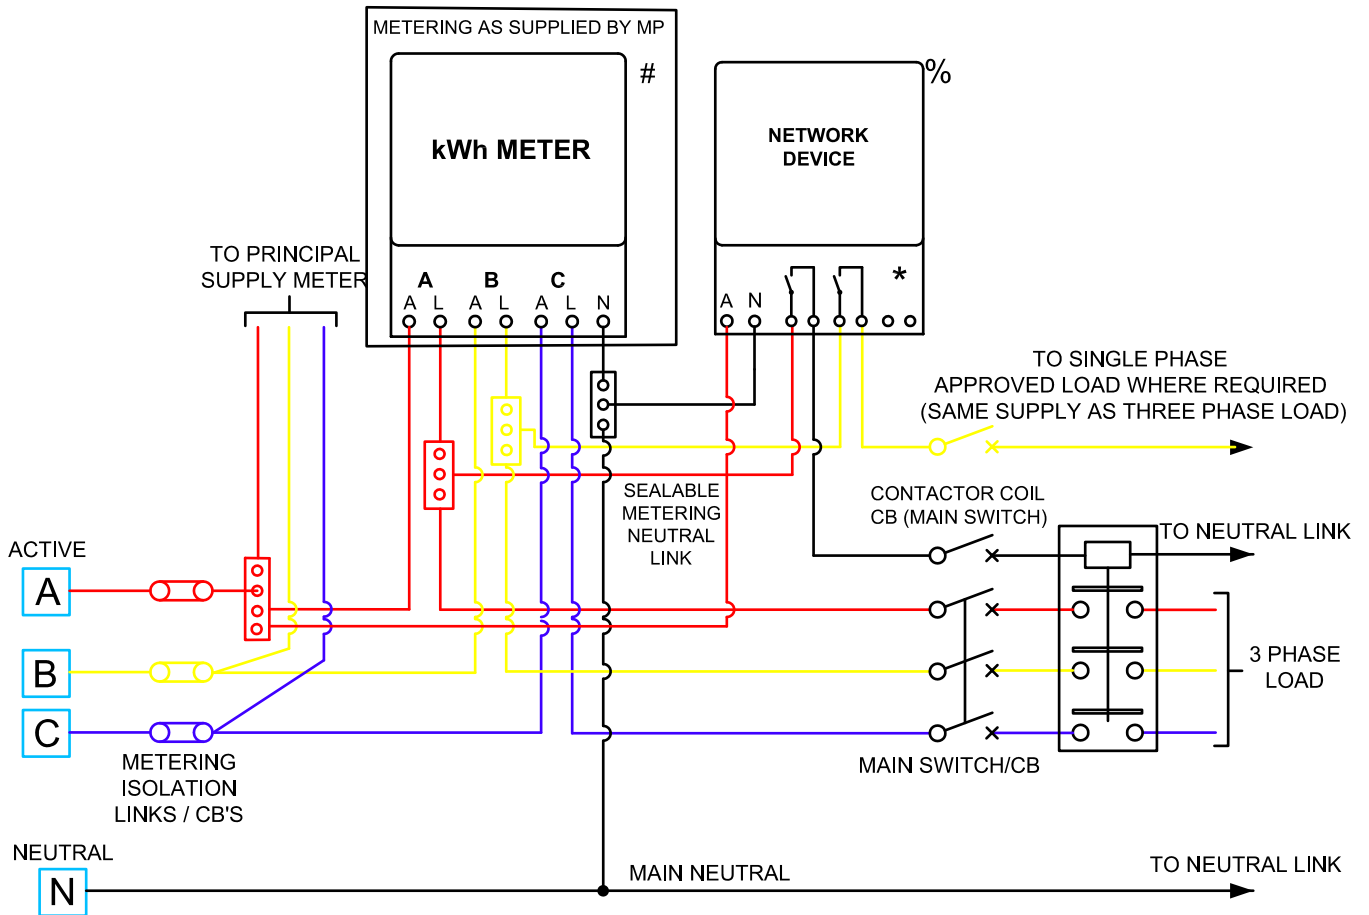 METERING AS SUPPLIED BY MP
#
%
kWh METER
NETWORK
DEVICE
TO PRINCIPAL
SUPPLY METER
A B C
A L A L A L N
A N
*
TO SINGLE PHASE
APPROVED LOAD WHERE REQUIRED
(SAME SUPPLY AS THREE PHASE LOAD)
SEALABLE
METERING
NEUTRAL
LINK
CONTACTOR COIL
CB (MAIN SWITCH)
TO NEUTRAL LINK
ACTIVE
A
B
C
3 PHASE
LOAD
METERING
ISOLATION
LINKS / CB'S
MAIN SWITCH/CB
NEUTRAL
N
MAIN NEUTRAL
TO NEUTRAL LINK